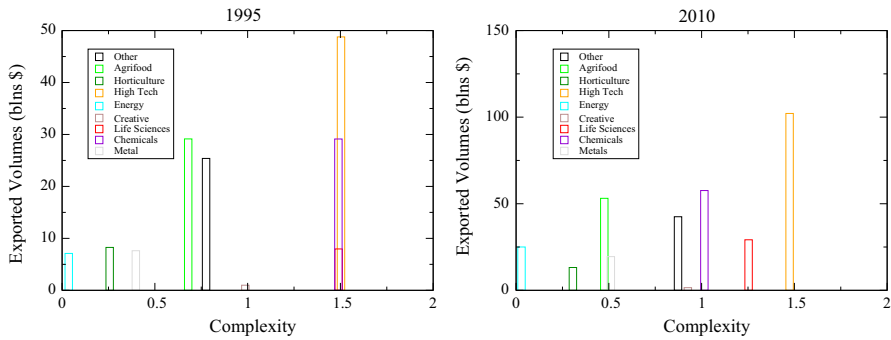 1995
50
40
30
20
10
0
Exported Volumes (blns $)
Other
Agrifood
Horticulture
High Tech
Energy
Creative
Life Sciences
Chemicals
Metal
0 0.5 1 1.5 2
Complexity
2010
150
100
50
0
Exported Volumes (blns $)
Other
Agrifood
Horticulture
High Tech
Energy
Creative
Life Sciences
Chemicals
Metals
0 0.5 1 1.5 2
Complexity